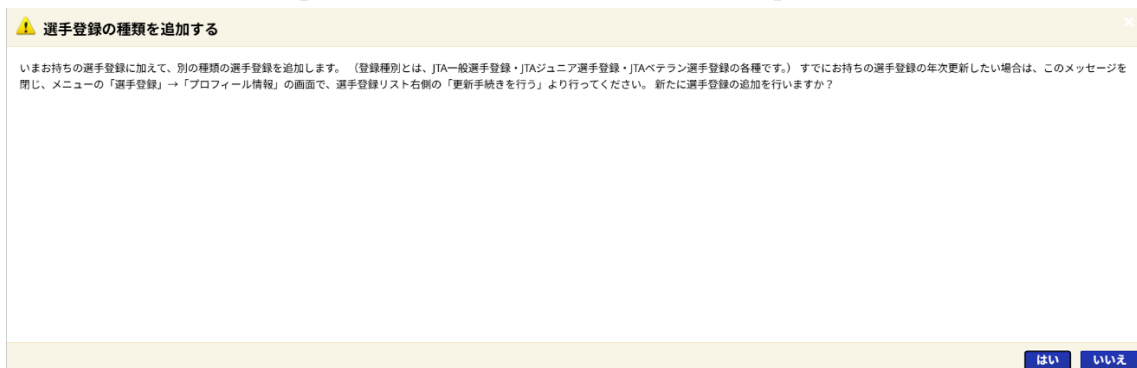 選手登録の種類を追加する
いまお持ちの選手登録に加えて、別の種類の選手登録を追加します。 （登録種別とは、JTA一般選手登録・JTAジュニア選手登録・JTAベテラン選手登録の各種です。） すでにお持ちの選手登録の年次更新したい場合は、このメッセージを
閉じ、メニューの「選手登録」→「プロフィール情報」の画面で、選手登録リスト右側の「更新手続きを行う」より行ってください。 新たに選手登録の追加を行いますか？
はい いいえ